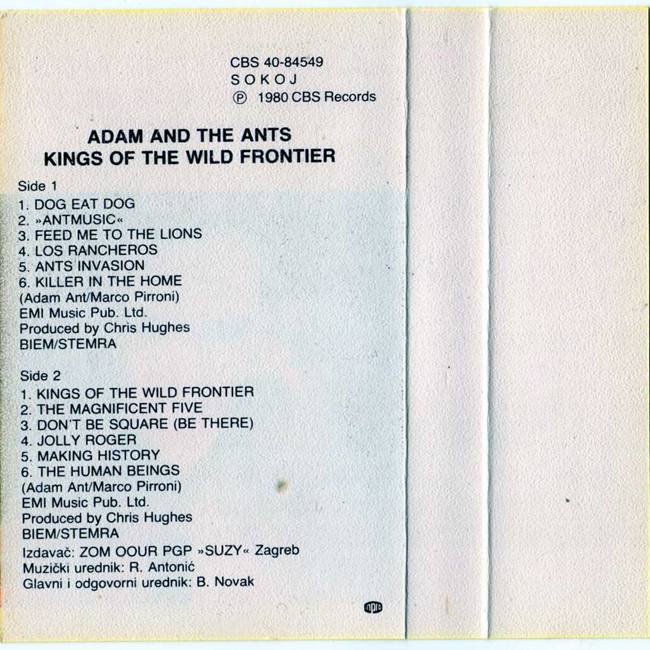 CBS 40-84549
SOKOJ
Ⓟ 1980 CBS Records
ADAM AND THE ANTS
KINGS OF THE WILD FRONTIER
Side 1
1. DOG EAT DOG
2. »ANTMUSIC«
3. FEED ME TO THE LIONS
4. LOS RANCHEROS
5. ANTS INVASION
6. KILLER IN THE HOME
(Adam Ant/Marco Pirroni)
EMI Music Pub. Ltd.
Produced by Chris Hughes
BIEM/STEMRA
Side 2
1. KINGS OF THE WILD FRONTIER
2. THE MAGNIFICENT FIVE
3. DON'T BE SQUARE (BE THERE)
4. JOLLY ROGER
5. MAKING HISTORY
6. THE HUMAN BEINGS
(Adam Ant/Marco Pirroni)
EMI Music Pub. Ltd.
Produced by Chris Hughes
BIEM/STEMRA
Izdavač: ZOM OOUR PGP »SUZY« Zagreb
Muzički urednik: R. Antonić
Glavni i odgovorni urednik: B. Novak